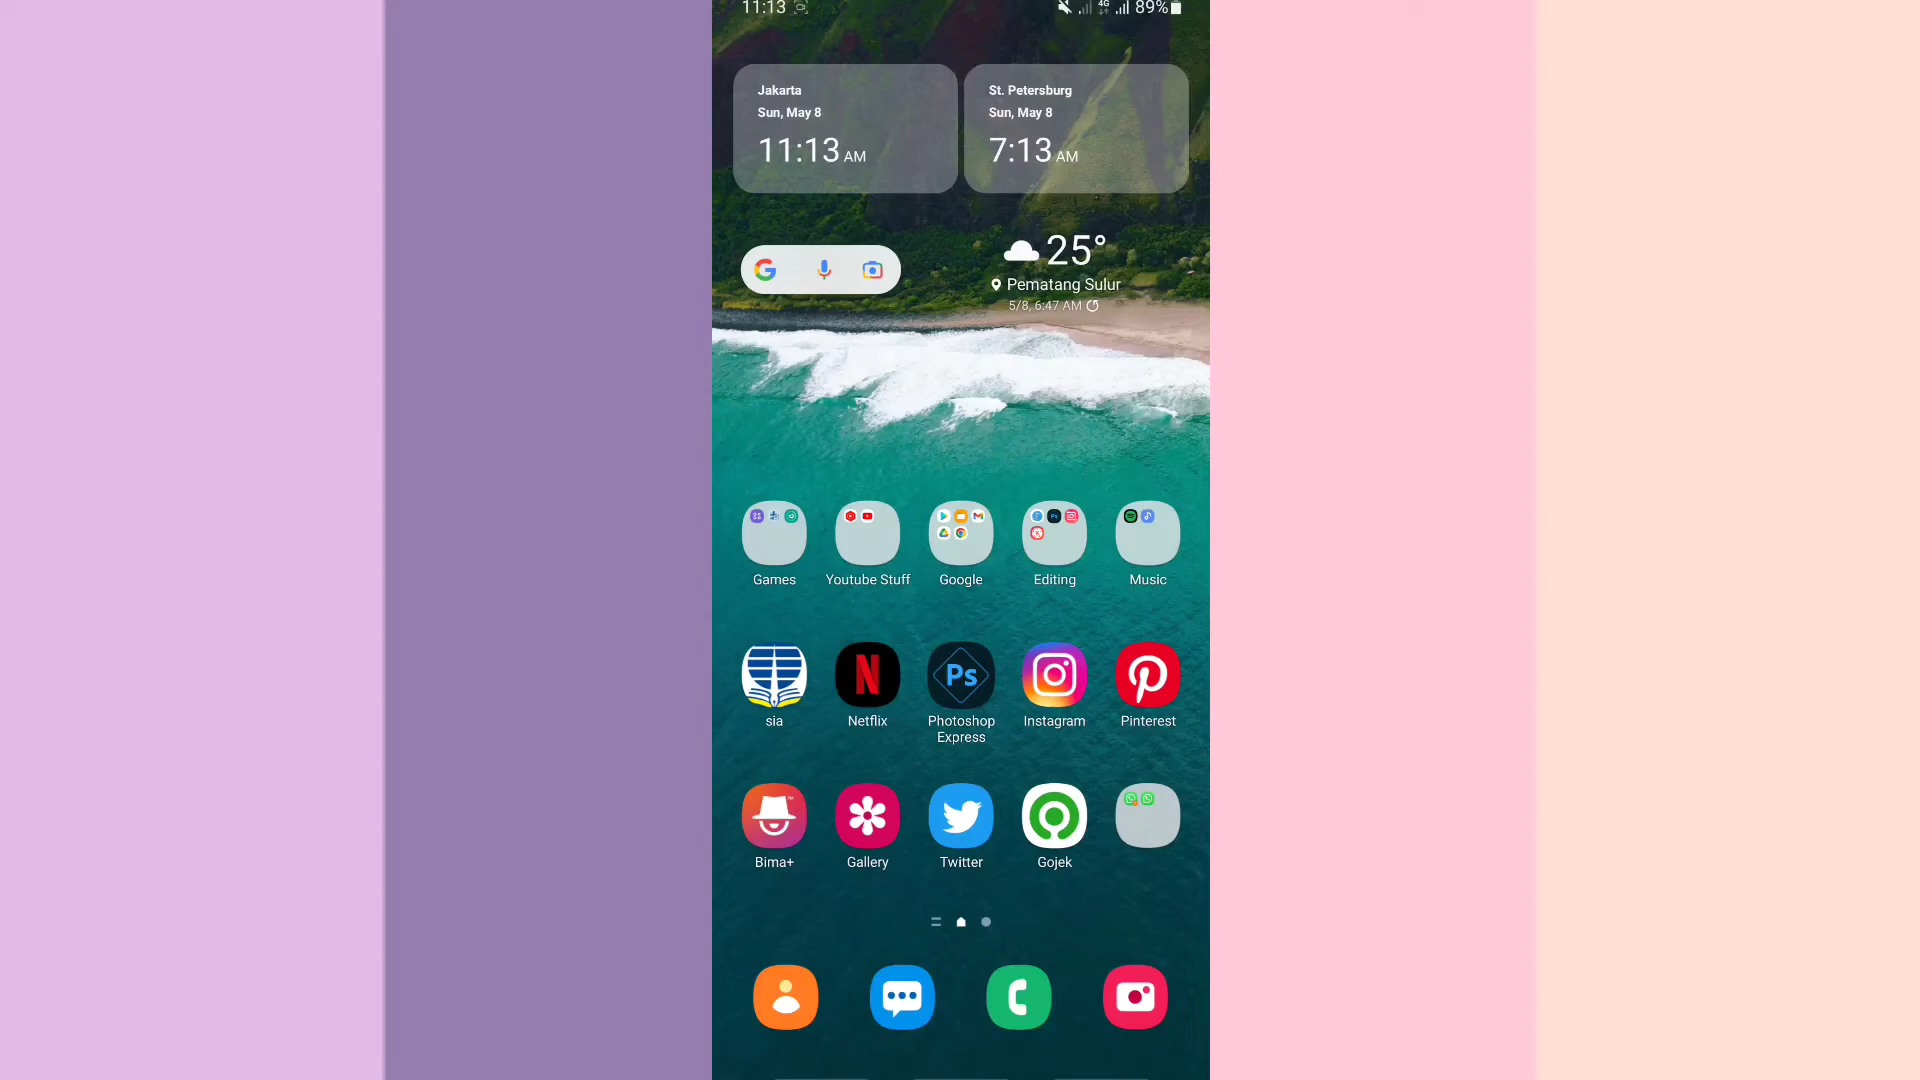 11:13 4G 89%
Jakarta
Sun, May 8
11:13 AM
St. Petersburg
Sun, May 8
7:13 AM
25°
Pematang Sulur
5/8, 6:47 AM
Games Youtube Stuff Google Editing Music
Ps
sia Netflix Photoshop Express Instagram Pinterest
Bima+ Gallery Twitter Gojek